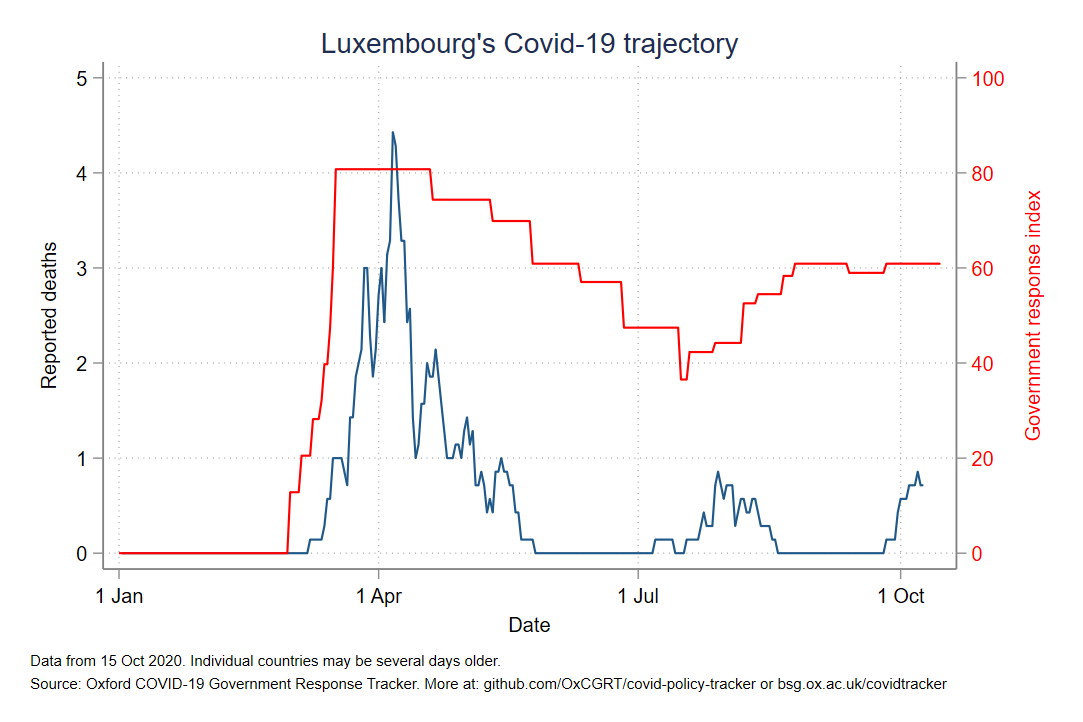 Luxembourg's Covid-19 trajectory
5
4
3
2
1
0
Reported deaths
100
80
60
40
20
0
Government response index
1 Jan
1 Apr
1 Jul
1 Oct
Date
Data from 15 Oct 2020. Individual countries may be several days older.
Source: Oxford COVID-19 Government Response Tracker. More at: github.com/OxCGRT/covid-policy-tracker or bsg.ox.ac.uk/covidtracker